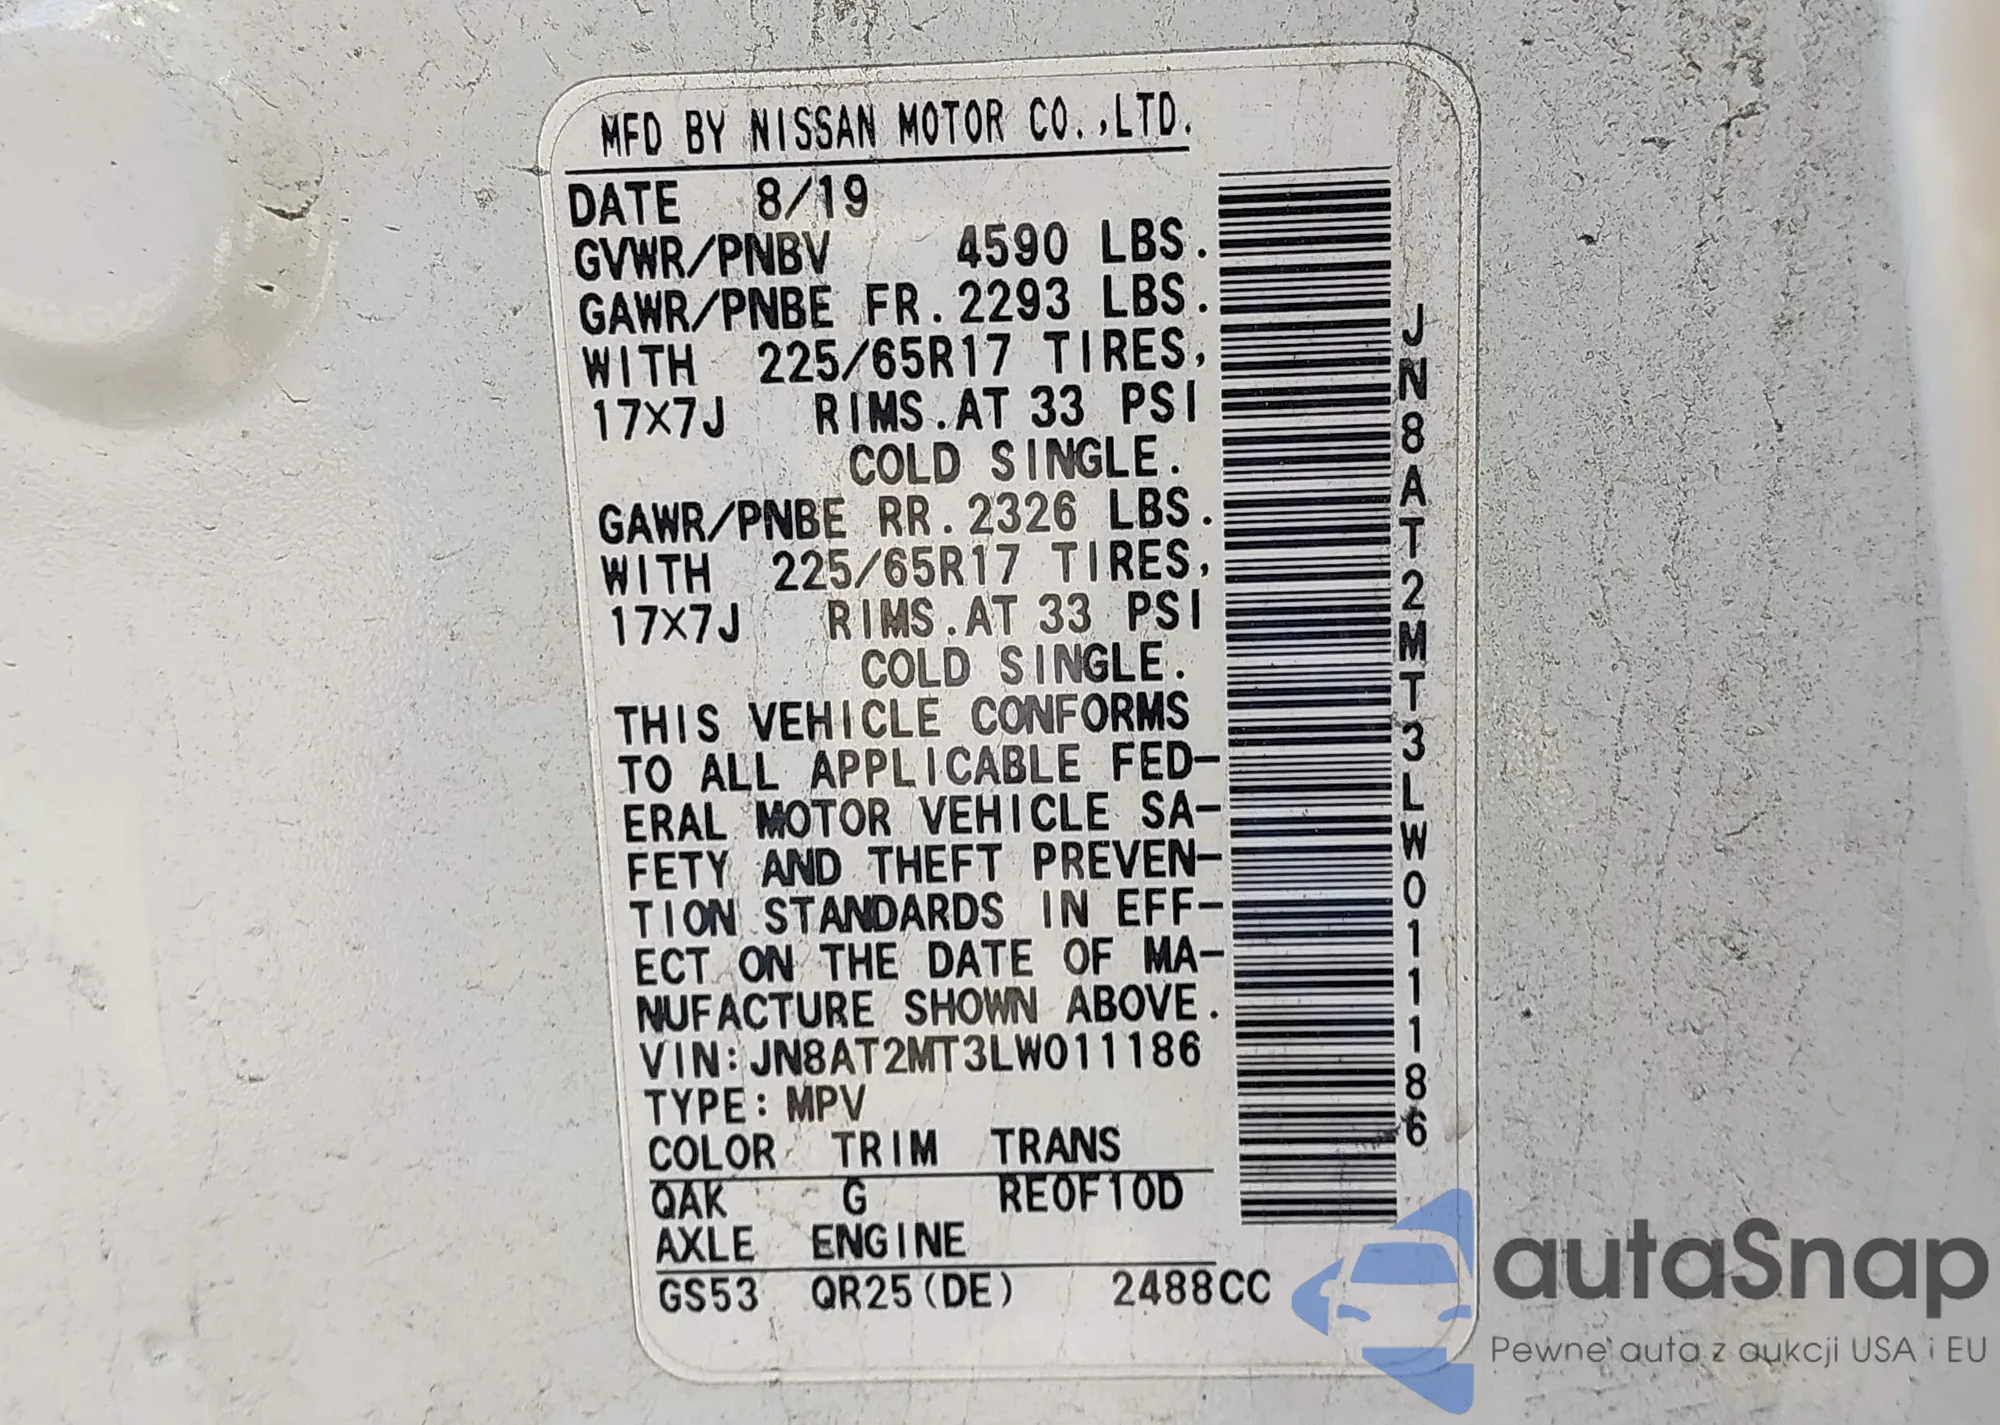 MFD BY NISSAN MOTOR CO.,LTD.
DATE 8/19
GVWR/PNBV 4590 LBS.
GAWR/PNBE FR.2293 LBS.
WITH 225/65R17 TIRES,
17X7J RIMS.AT 33 PSI
COLD SINGLE.
GAWR/PNBE RR.2326 LBS.
WITH 225/65R17 TIRES,
17X7J RIMS.AT 33 PSI
COLD SINGLE.
THIS VEHICLE CONFORMS
TO ALL APPLICABLE FED-
ERAL MOTOR VEHICLE SA-
FETY AND THEFT PREVEN-
TION STANDARDS IN EFF-
ECT ON THE DATE OF MA-
NUFACTURE SHOWN ABOVE.
VIN:JN8AT2MT3LW011186
TYPE:MPV
COLOR TRIM TRANS
QAK G RE0F10D
AXLE ENGINE
GS53 QR25(DE) 2488CC
JN8AT2MT3LW011186
autaSnap
Pewne auta z aukcji USA i EU